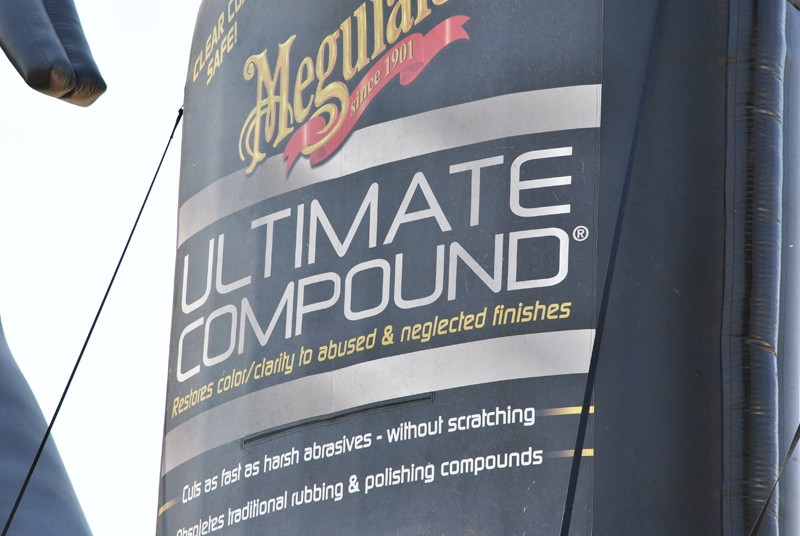 CLEAR CO
SAFE!
Meguiar
since 1901
ULTIMATE
COMPOUND®
Restores color/clarity to abused & neglected finishes
Cuts as fast as harsh abrasives - without scratching
Obsoletes traditional rubbing & polishing compounds